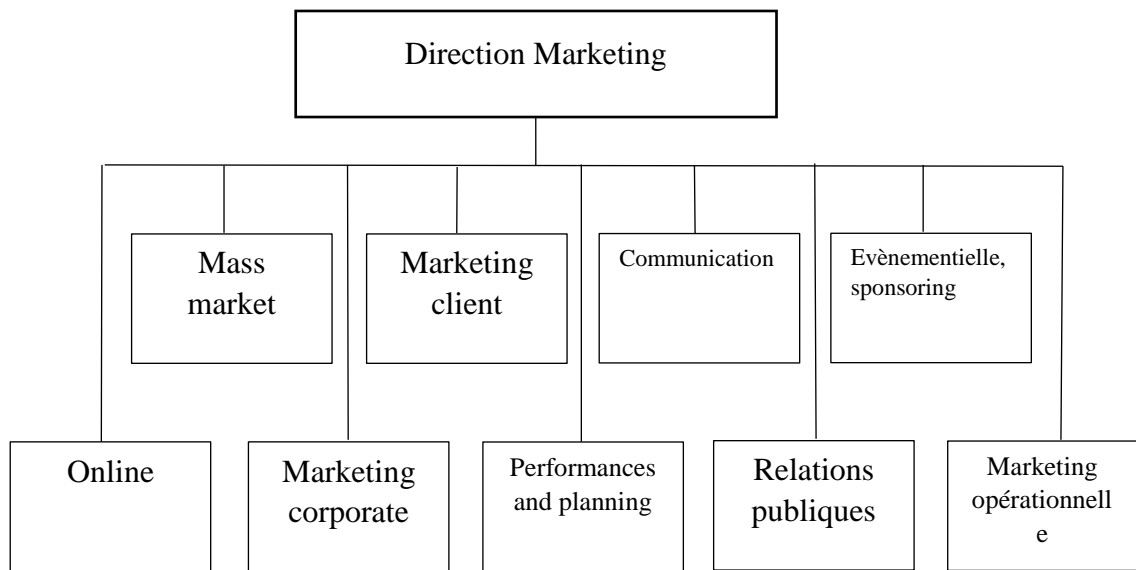 Direction Marketing
Mass
market
Marketing
client
Communication
Evènementielle,
sponsoring
Online
Marketing
corporate
Performances
and planning
Relations
publiques
Marketing
opérationnell
e